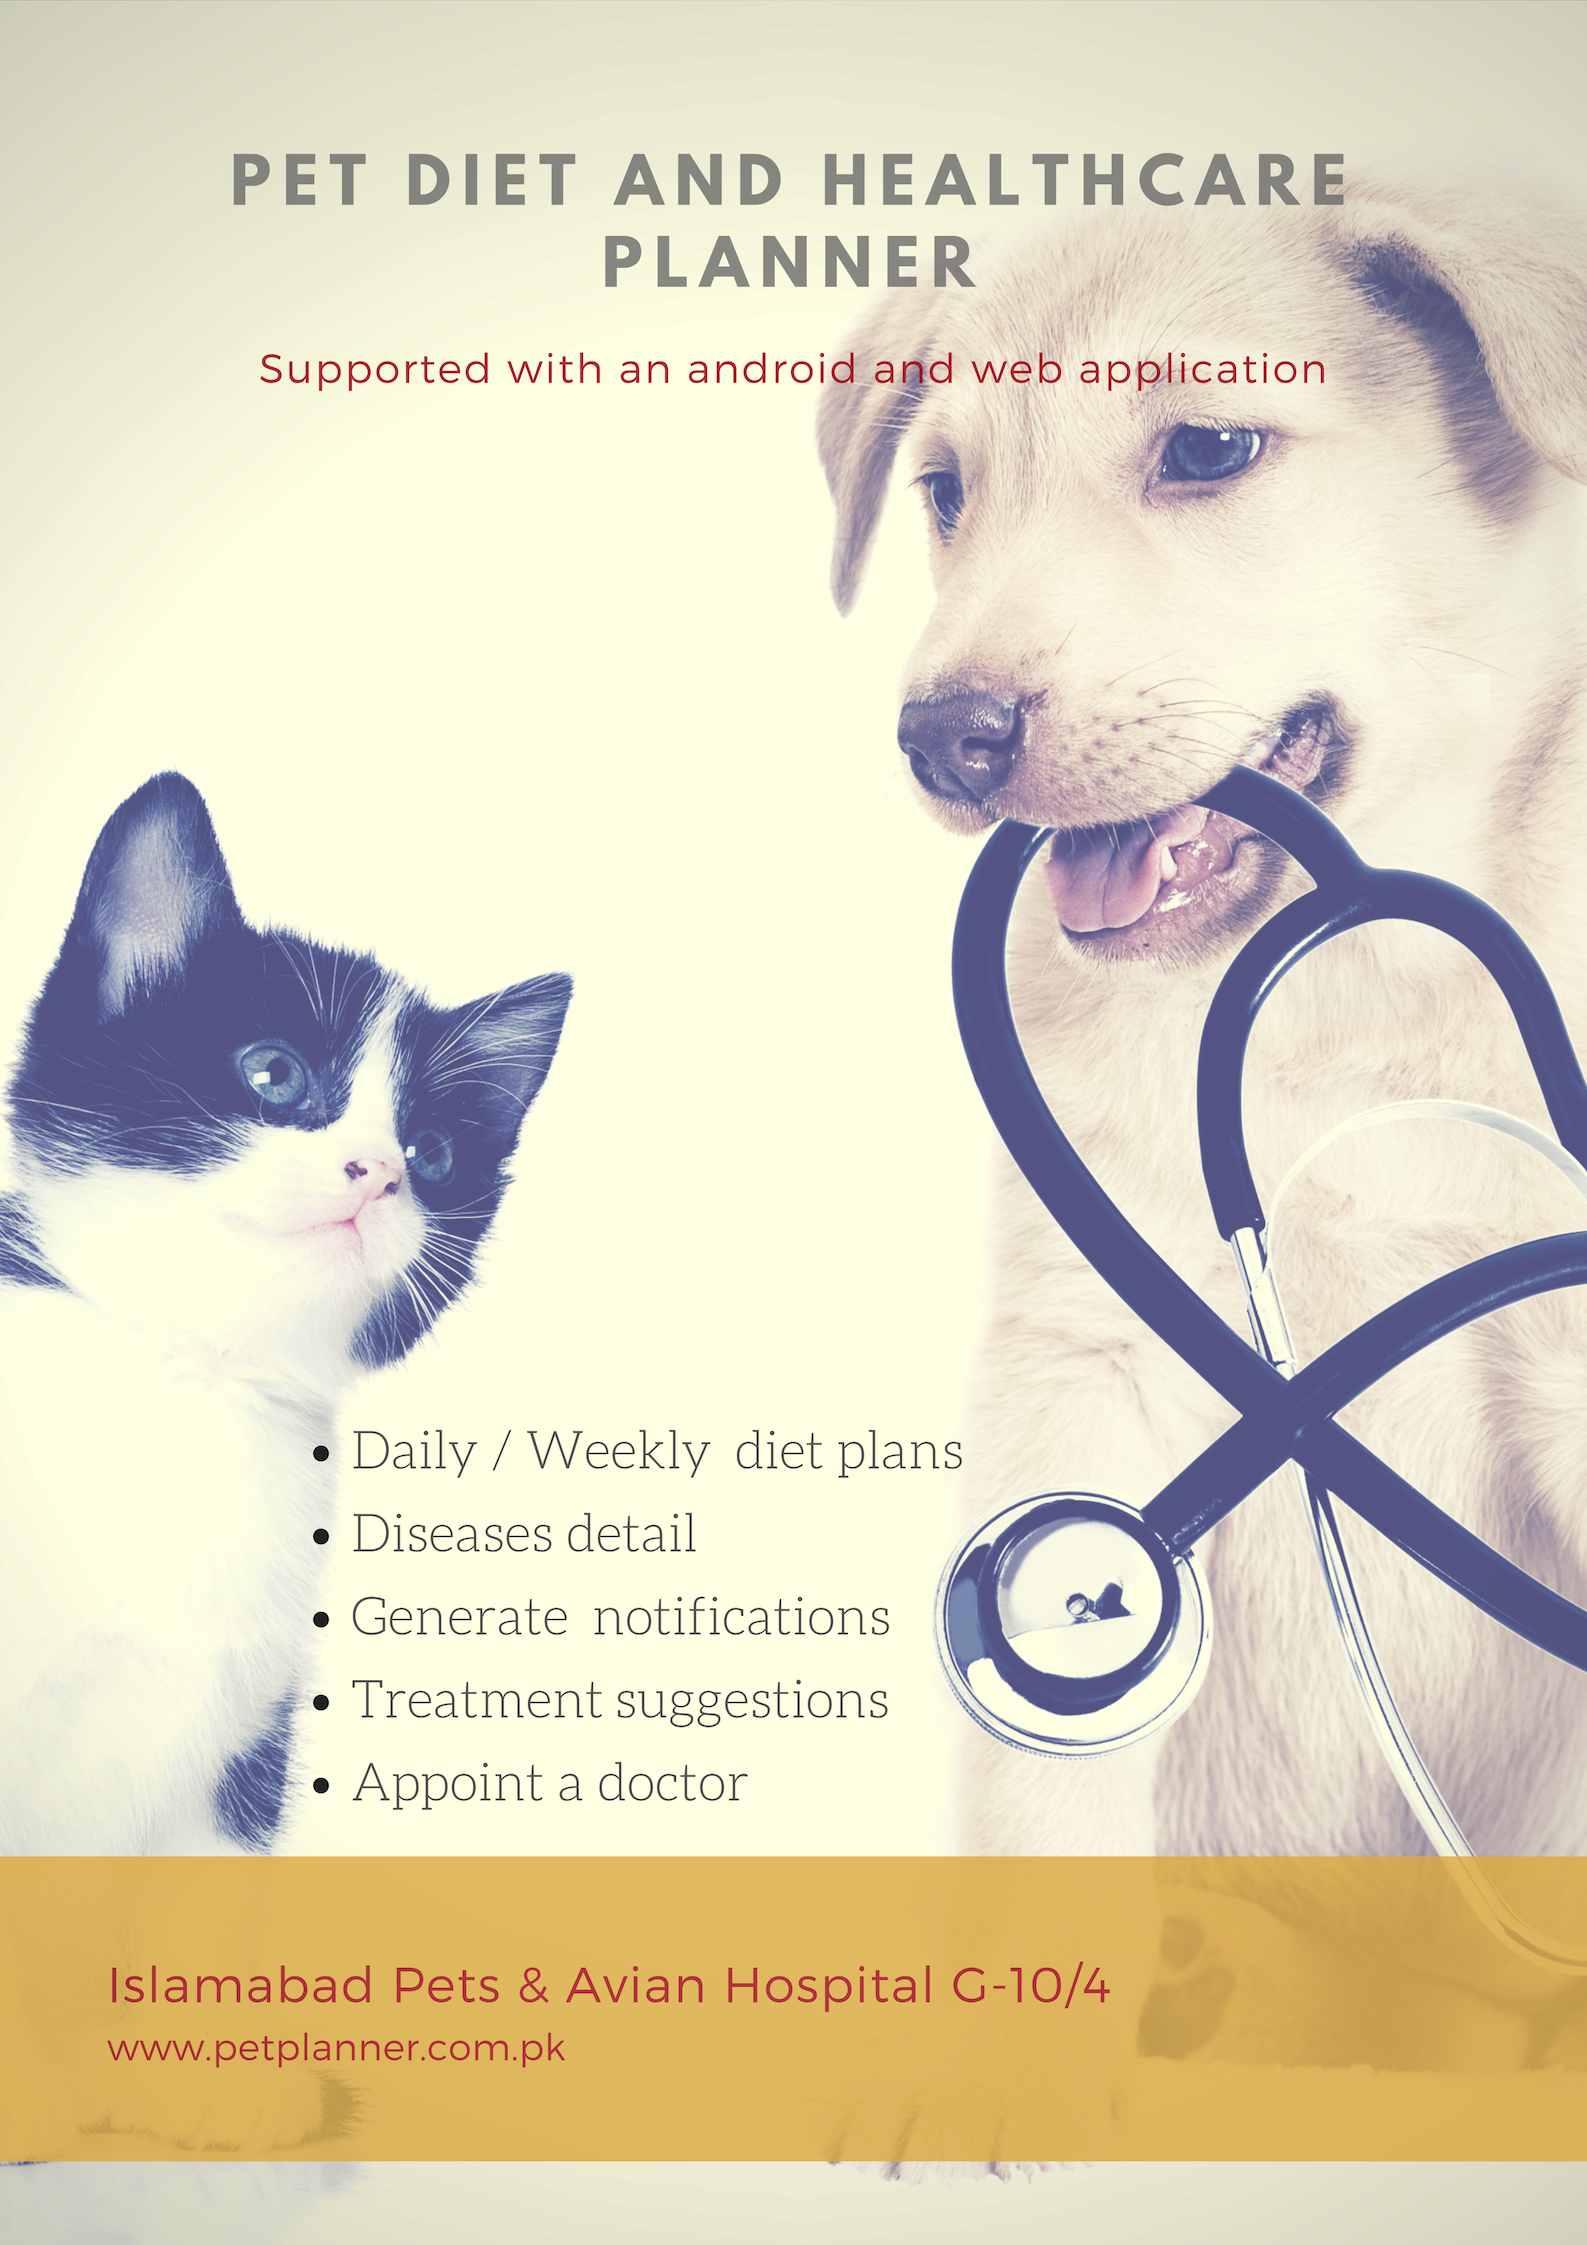 PET DIET AND HEALTHCARE
PLANNER
Supported with an android and web application
• Daily / Weekly diet plans
• Diseases detail
• Generate notifications
• Treatment suggestions
• Appoint a doctor
Islamabad Pets & Avian Hospital G-10/4
www.petplanner.com.pk